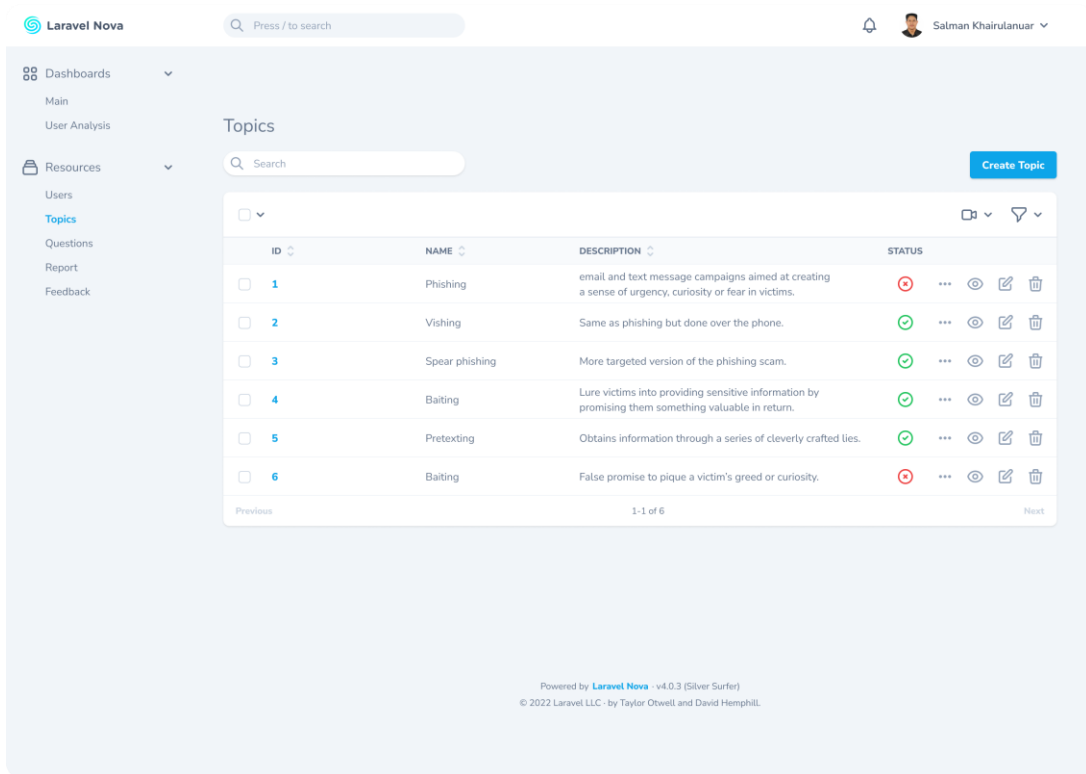 Laravel Nova
Press / to search
Salman Khairulanuar
Dashboards
Main
User Analysis
Resources
Users
Topics
Questions
Report
Feedback
Topics
Search
Create Topic
ID NAME DESCRIPTION STATUS
1 Phishing email and text message campaigns aimed at creating
a sense of urgency, curiosity or fear in victims.
2 Vishing Same as phishing but done over the phone.
3 Spear phishing More targeted version of the phishing scam.
4 Baiting Lure victims into providing sensitive information by
promising them something valuable in return.
5 Pretexting Obtains information through a series of cleverly crafted lies.
6 Baiting False promise to pique a victim's greed or curiosity.
Previous 1-1 of 6 Next
Powered by Laravel Nova · v4.0.3 (Silver Surfer)
© 2022 Laravel LLC · by Taylor Otwell and David Hemphill.